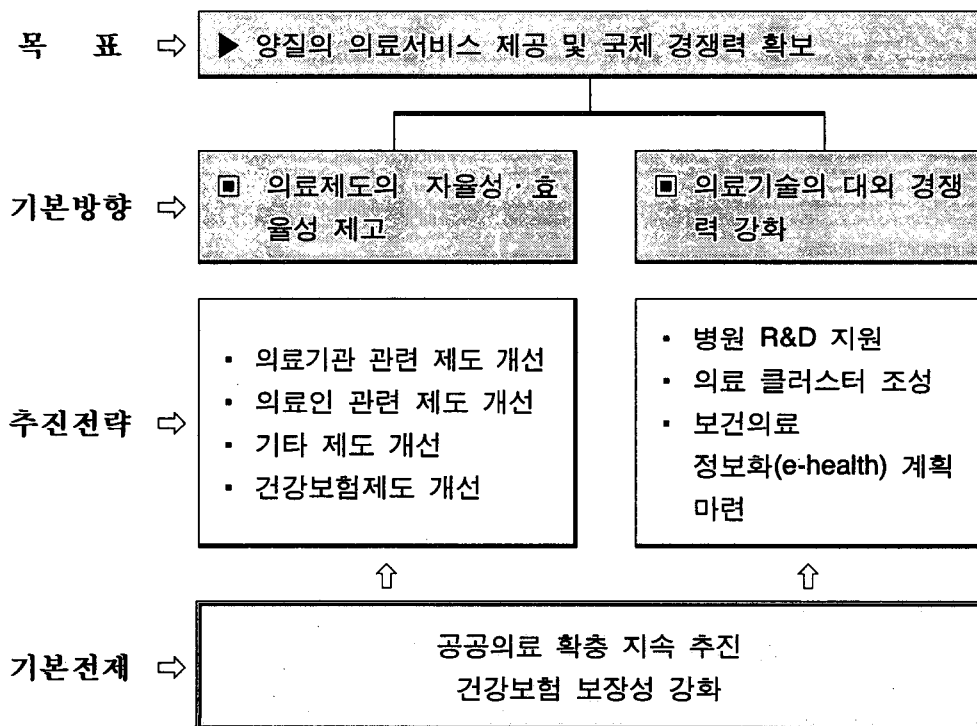 목 표 ⇨ ▶ 양질의 의료서비스 제공 및 국제 경쟁력 확보
기본방향 ⇨
▣ 의료제도의 자율성·효
율성 제고
▣ 의료기술의 대외 경쟁
력 강화
추진전략 ⇨
▪ 의료기관 관련 제도 개선
▪ 의료인 관련 제도 개선
▪ 기타 제도 개선
▪ 건강보험제도 개선
▪ 병원 R&D 지원
▪ 의료 클러스터 조성
▪ 보건의료
정보화(e-health) 계획
마련
⇧ ⇧
기본전제 ⇨
공공의료 확충 지속 추진
건강보험 보장성 강화